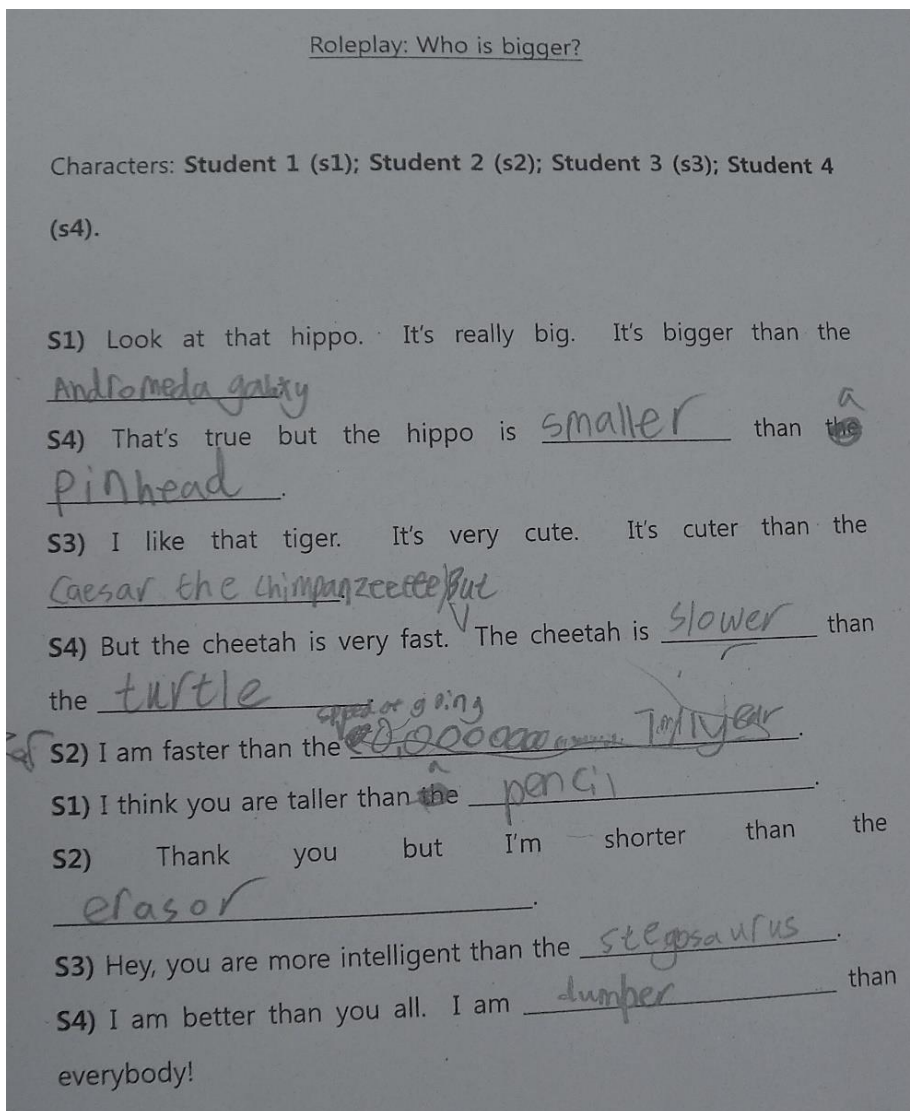 Roleplay: Who is bigger?
Characters: Student 1 (s1); Student 2 (s2); Student 3 (s3); Student 4
(s4).
S1) Look at that hippo. It's really big. It's bigger than the
Andromeda galaxy
a
S4) That's true but the hippo is smaller than the
pinhead.
S3) I like that tiger. It's very cute. It's cuter than the
Caesar the chimpanzeeeee But
S4) But the cheetah is very fast. The cheetah is slower than
the turtle
going
S2) I am faster than the 1m/1year.
a
S1) I think you are taller than the pencil.
S2) Thank you but I'm shorter than the
erasor.
S3) Hey, you are more intelligent than the stegosaurus.
S4) I am better than you all. I am dumber than
everybody!